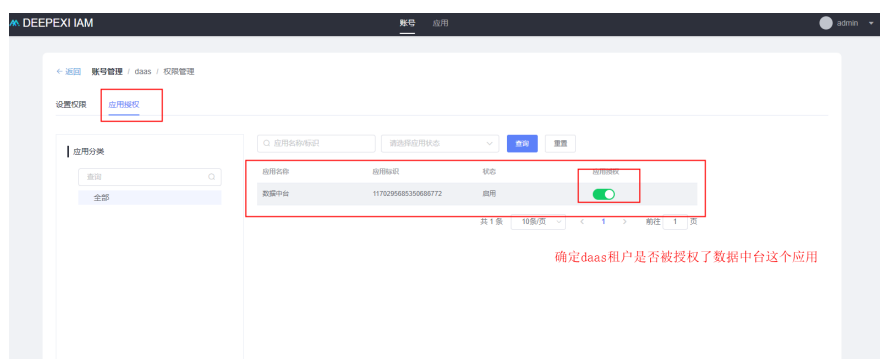 DEEPEXI IAM 账号 应用 admin
← 返回 账号管理 / daas / 权限管理
设置权限 应用授权
应用分类
查询
全部
应用名称/标识 请选择应用状态 查询 重置
应用名称 应用标识 状态 应用授权
数据中台 1170295685350686772 启用
共 1 条 10条/页 < 1 > 前往 1 页
确定daas租户是否被授权了数据中台这个应用